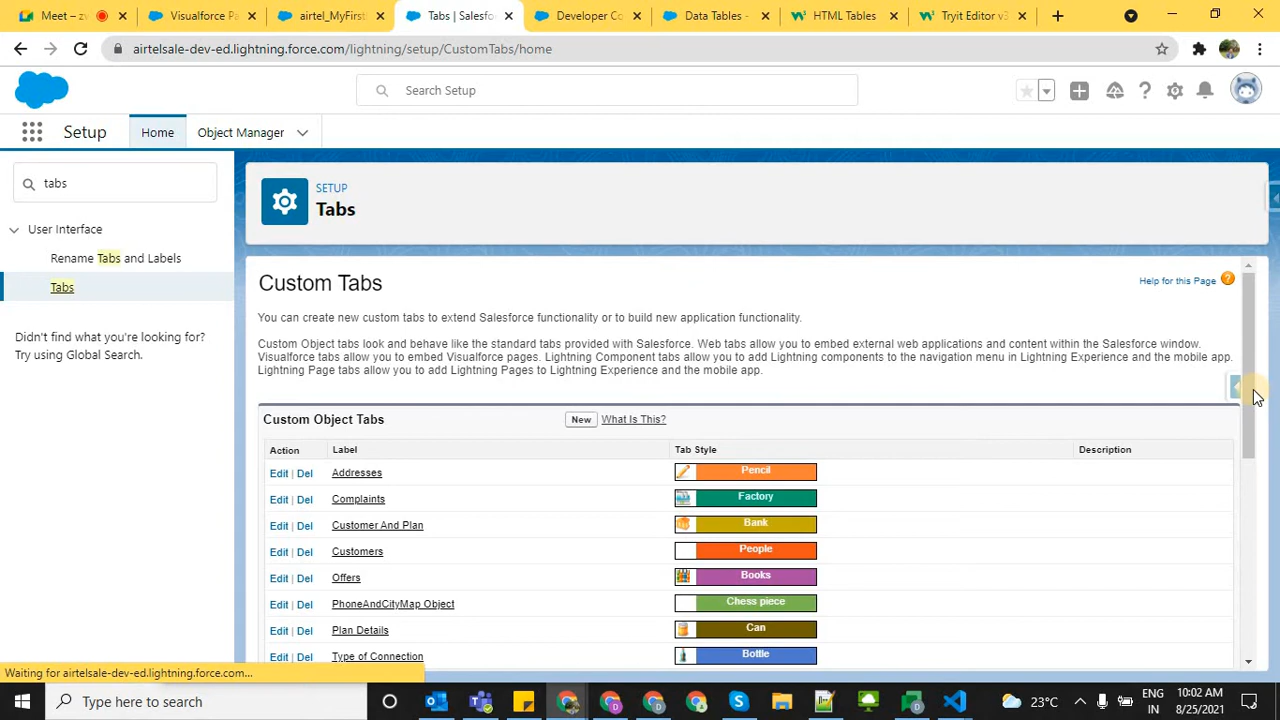 Meet – zv
Visualforce Pa
airtel_MyFirst
Tabs | Salesfo
Developer Co
Data Tables -
HTML Tables
Tryit Editor v3
airtelsale-dev-ed.lightning.force.com/lightning/setup/CustomTabs/home
Search Setup
Setup
Home
Object Manager
tabs
User Interface
Rename Tabs and Labels
Tabs
Didn't find what you're looking for?
Try using Global Search.
SETUP
Tabs
Custom Tabs
Help for this Page
You can create new custom tabs to extend Salesforce functionality or to build new application functionality.
Custom Object tabs look and behave like the standard tabs provided with Salesforce. Web tabs allow you to embed external web applications and content within the Salesforce window.
Visualforce tabs allow you to embed Visualforce pages. Lightning Component tabs allow you to add Lightning components to the navigation menu in Lightning Experience and the mobile app.
Lightning Page tabs allow you to add Lightning Pages to Lightning Experience and the mobile app.
Custom Object Tabs New What Is This?
Action Label Tab Style Description
Edit | Del Addresses Pencil
Edit | Del Complaints Factory
Edit | Del Customer And Plan Bank
Edit | Del Customers People
Edit | Del Offers Books
Edit | Del PhoneAndCityMap Object Chess piece
Edit | Del Plan Details Can
Edit | Del Type of Connection Bottle
Waiting for airtelsale-dev-ed.lightning.force.com...
Type here to search
23°C
ENG
IN
10:02 AM
8/25/2021